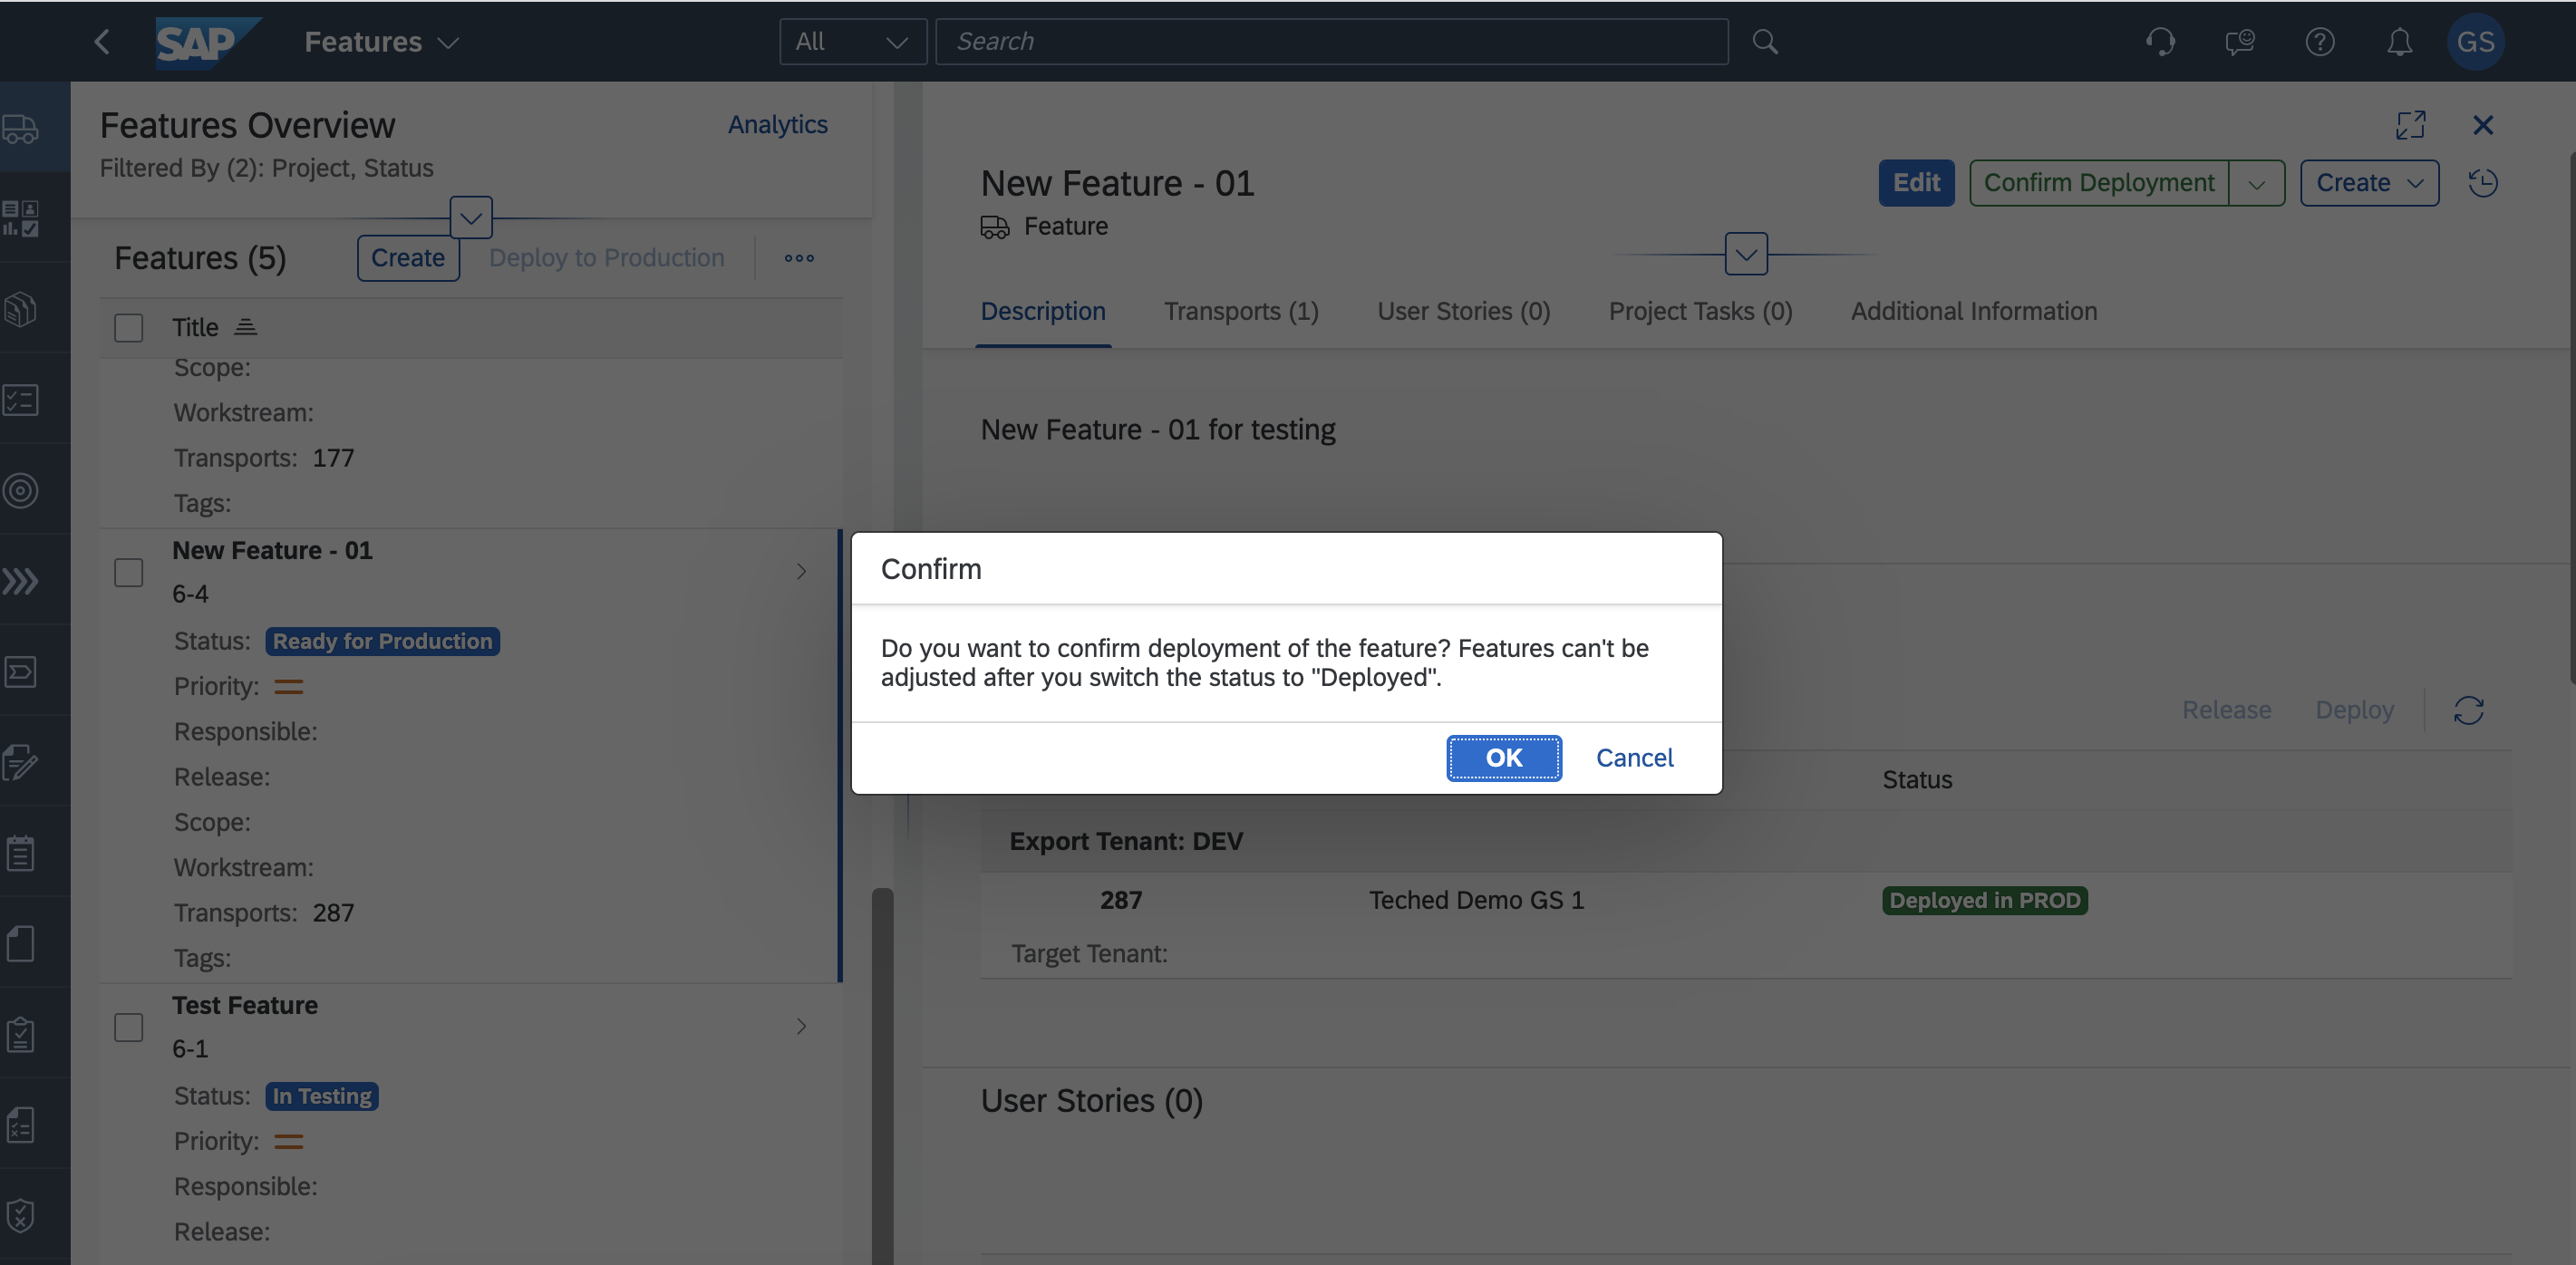 SAP
Features
All
Search
GS
Features Overview
Analytics
Filtered By (2): Project, Status
Features (5)
Create
Deploy to Production
Title
Scope:
Workstream:
Transports: 177
Tags:
New Feature - 01
6-4
Status: Ready for Production
Priority:
Responsible:
Release:
Scope:
Workstream:
Transports: 287
Tags:
Test Feature
6-1
Status: In Testing
Priority:
Responsible:
Release:
New Feature - 01
Feature
Edit
Confirm Deployment
Create
Description
Transports (1)
User Stories (0)
Project Tasks (0)
Additional Information
New Feature - 01 for testing
Confirm
Do you want to confirm deployment of the feature? Features can't be
adjusted after you switch the status to "Deployed".
OK
Cancel
Release
Deploy
Status
Export Tenant: DEV
287
Teched Demo GS 1
Deployed in PROD
Target Tenant:
User Stories (0)